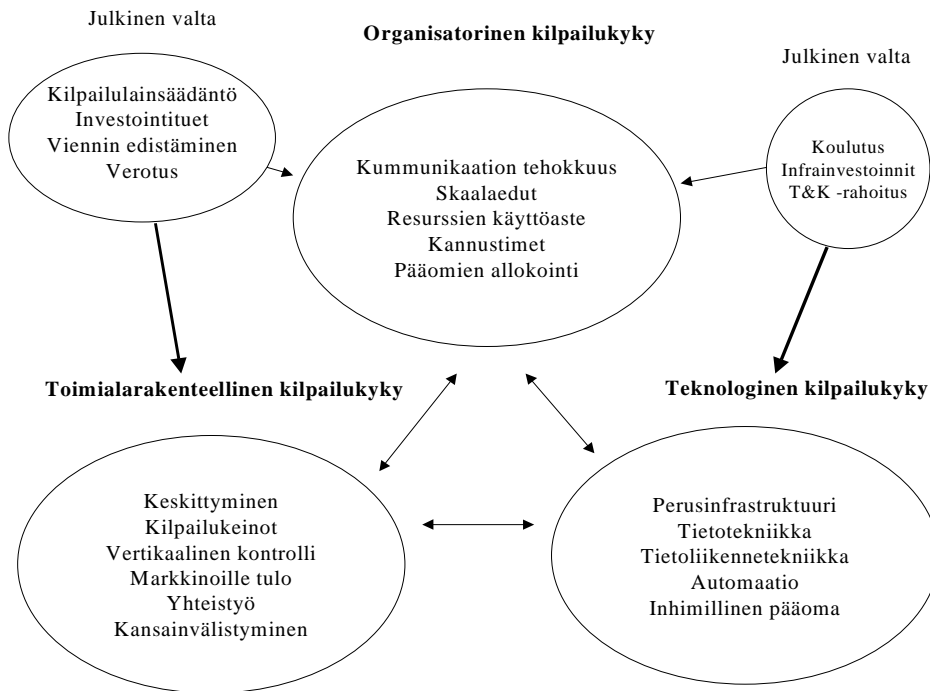 Julkinen valta
Kilpailulainsäädäntö
Investointituet
Viennin edistäminen
Verotus
Organisatorinen kilpailukyky
Kummunikaation tehokkuus
Skaalaedut
Resurssien käyttöaste
Kannustimet
Pääomien allokointi
Julkinen valta
Koulutus
Infrainvestoinnit
T&K -rahoitus
Toimialarakenteellinen kilpailukyky
Keskittyminen
Kilpailukeinot
Vertikaalinen kontrolli
Markkinoille tulo
Yhteistyö
Kansainvälistyminen
Teknologinen kilpailukyky
Perusinfrastruktuuri
Tietotekniikka
Tietoliikennetekniikka
Automaatio
Inhimillinen pääoma